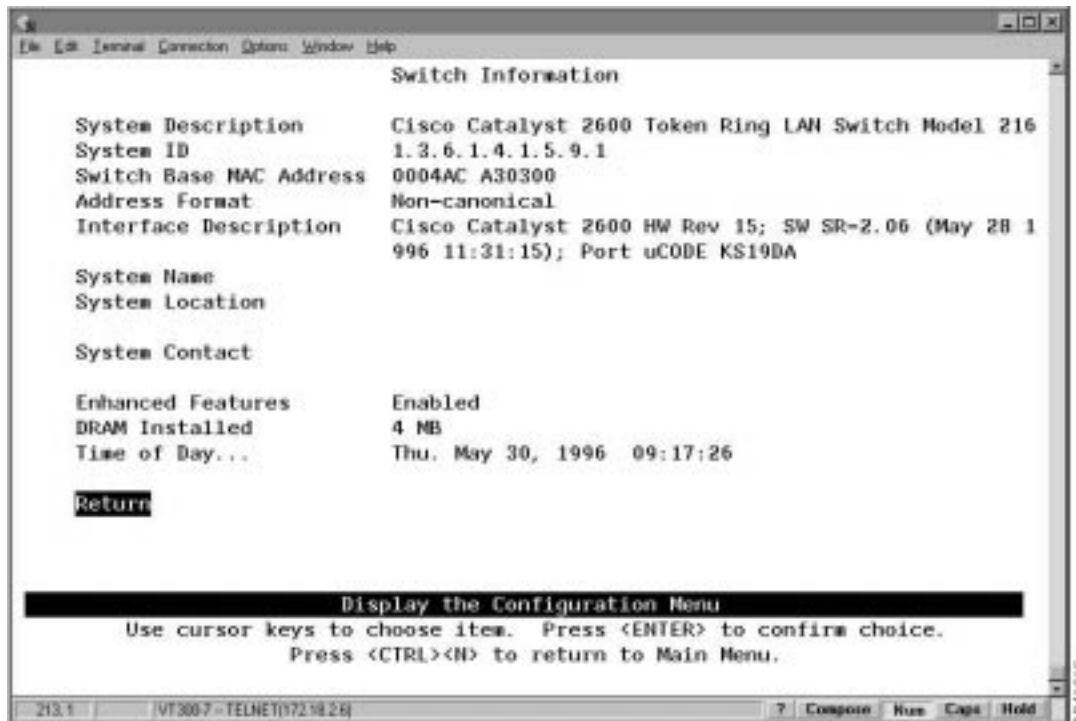 File Edit Terminal Connection Options Window Help
Switch Information
System Description Cisco Catalyst 2600 Token Ring LAN Switch Model 216
System ID 1.3.6.1.4.1.5.9.1
Switch Base MAC Address 0004AC A30300
Address Format Non-canonical
Interface Description Cisco Catalyst 2600 HW Rev 15; SW SR=2.06 (May 28 1
996 11:31:15); Port uCODE KS19DA
System Name
System Location
System Contact
Enhanced Features Enabled
DRAM Installed 4 MB
Time of Day... Thu. May 30, 1996 09:17:26
Return
Display the Configuration Menu
Use cursor keys to choose item. Press <ENTER> to confirm choice.
Press <CTRL><N> to return to Main Menu.
213.1 VT300-7 -- TELNET(172.18.2.6) ? Compose Num Caps Hold